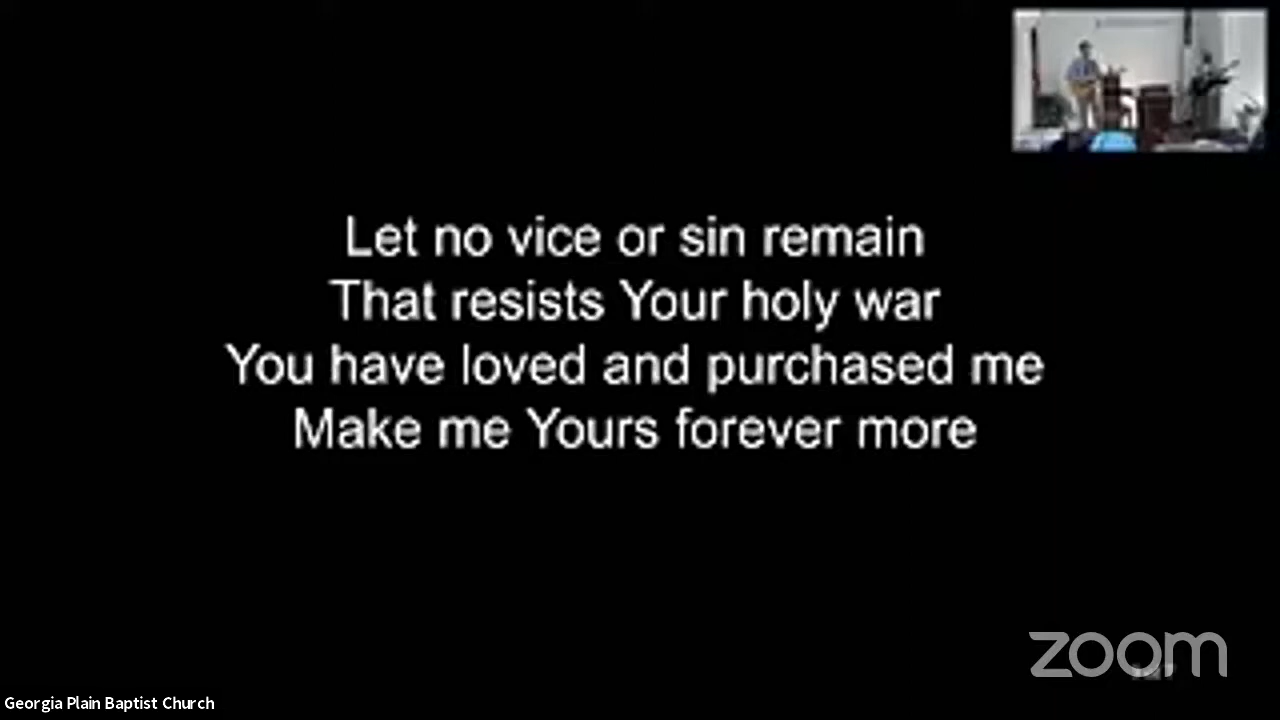 Let no vice or sin remain
That resists Your holy war
You have loved and purchased me
Make me Yours forever more
zoom
Georgia Plain Baptist Church